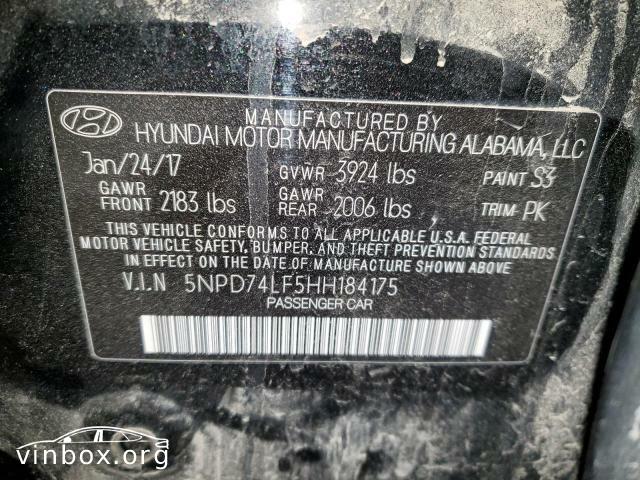 MANUFACTURED BY
HYUNDAI MOTOR MANUFACTURING ALABAMA, LLC
Jan/24/17 GVWR 3924 lbs PAINT S3
GAWR FRONT 2183 lbs GAWR REAR 2006 lbs, TRIM PK
THIS VEHICLE CONFORMS TO ALL APPLICABLE U.S.A. FEDERAL
MOTOR VEHICLE SAFETY, BUMPER, AND THEFT PREVENTION STANDARDS
IN EFFECT ON THE DATE OF MANUFACTURE SHOWN ABOVE.
V.I.N 5NPD74LF5HH184175
PASSENGER CAR
vinbox.org